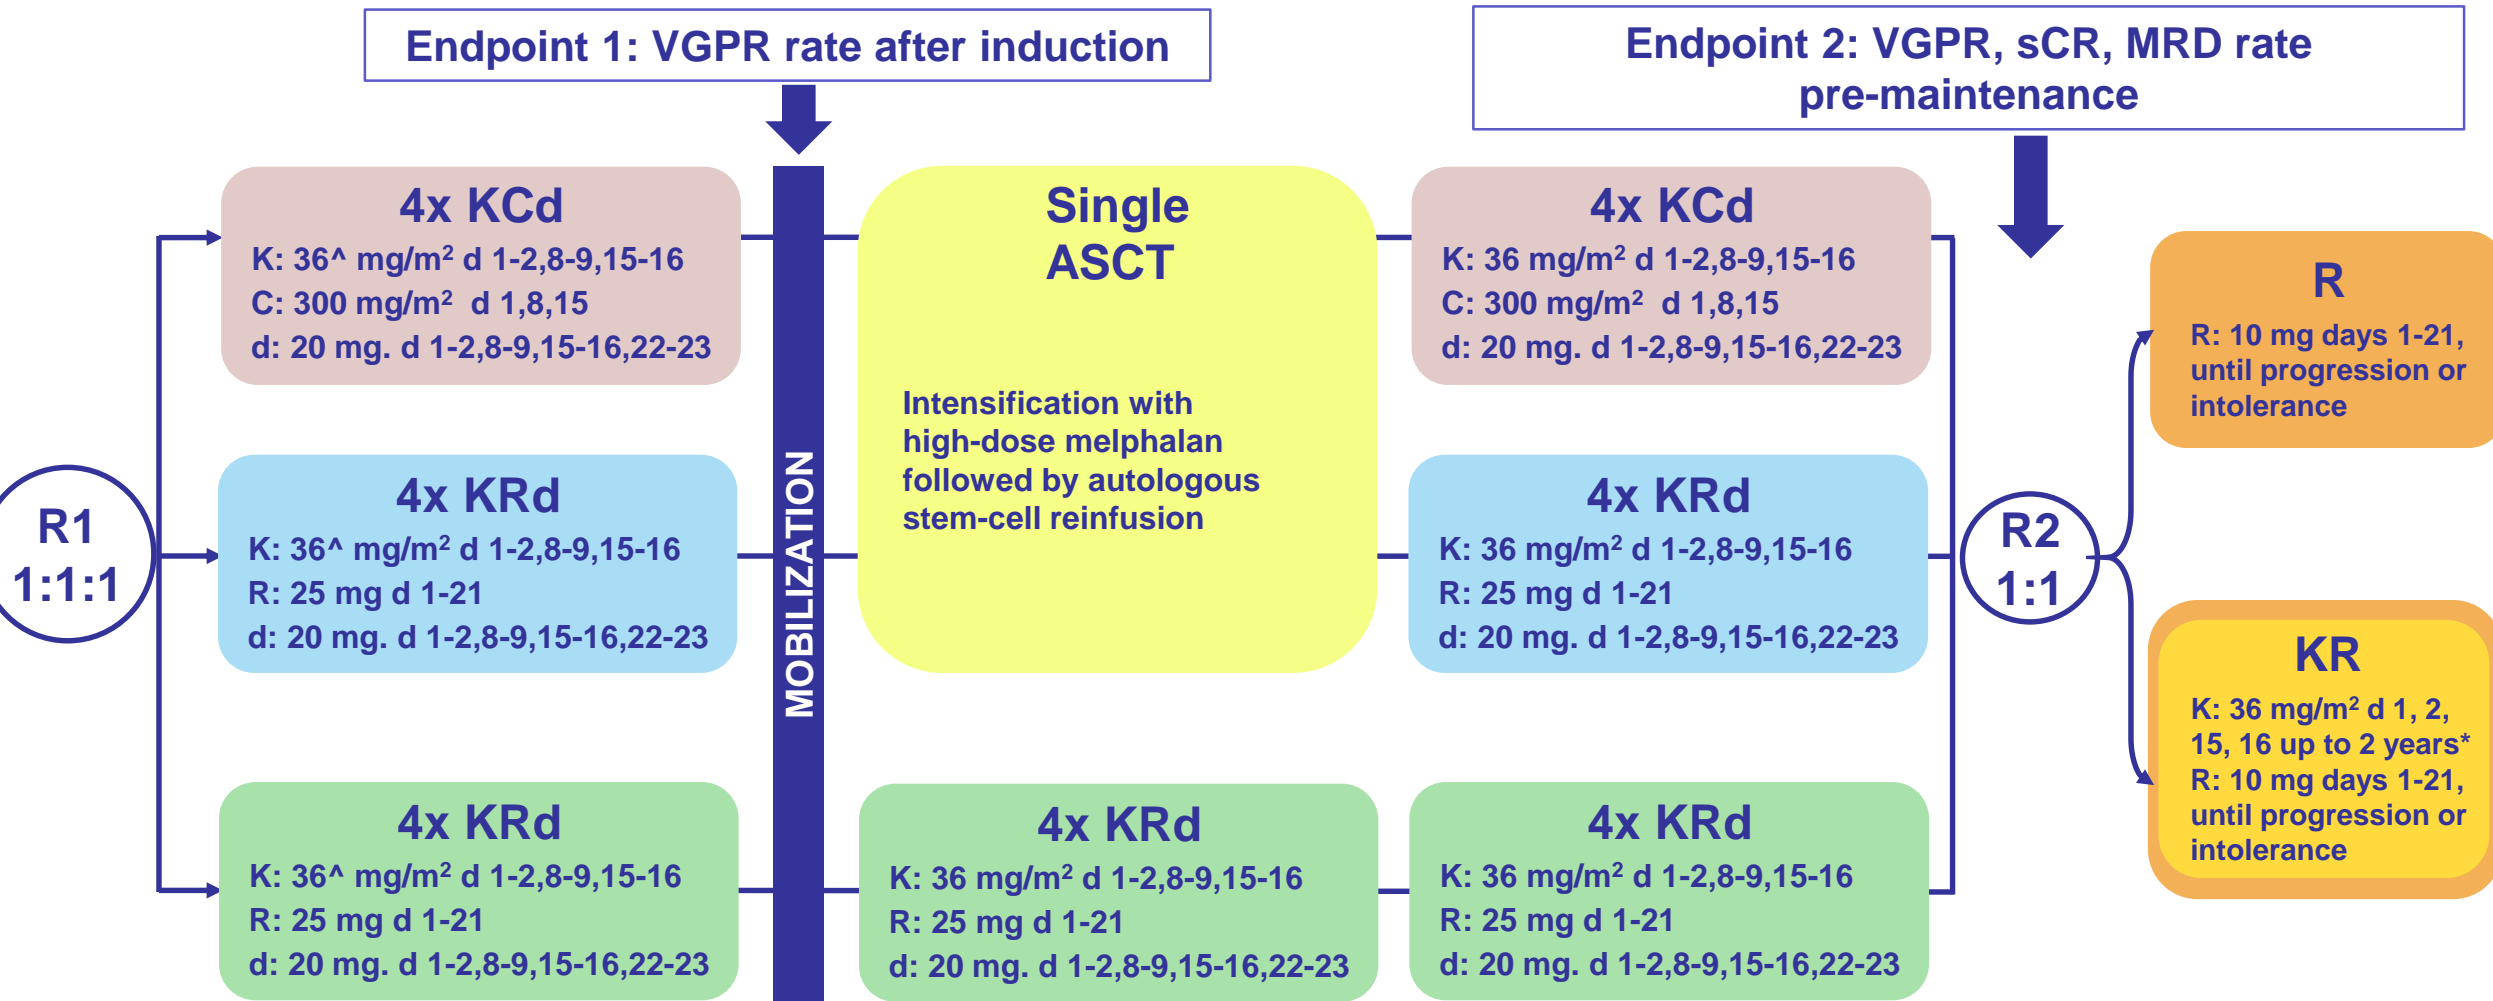 Endpoint 1: VGPR rate after induction
Endpoint 2: VGPR, sCR, MRD rate
pre-maintenance
R1
1:1:1
4x KCd
K: 36^ mg/m² d 1-2,8-9,15-16
C: 300 mg/m² d 1,8,15
d: 20 mg. d 1-2,8-9,15-16,22-23
4x KRd
K: 36^ mg/m² d 1-2,8-9,15-16
R: 25 mg d 1-21
d: 20 mg. d 1-2,8-9,15-16,22-23
4x KRd
K: 36^ mg/m² d 1-2,8-9,15-16
R: 25 mg d 1-21
d: 20 mg. d 1-2,8-9,15-16,22-23
MOBILIZATION
Single
ASCT
Intensification with
high-dose melphalan
followed by autologous
stem-cell reinfusion
4x KRd
K: 36 mg/m² d 1-2,8-9,15-16
R: 25 mg d 1-21
d: 20 mg. d 1-2,8-9,15-16,22-23
4x KCd
K: 36 mg/m² d 1-2,8-9,15-16
C: 300 mg/m² d 1,8,15
d: 20 mg. d 1-2,8-9,15-16,22-23
4x KRd
K: 36 mg/m² d 1-2,8-9,15-16
R: 25 mg d 1-21
d: 20 mg. d 1-2,8-9,15-16,22-23
4x KRd
K: 36 mg/m² d 1-2,8-9,15-16
R: 25 mg d 1-21
d: 20 mg. d 1-2,8-9,15-16,22-23
R2
1:1
R
R: 10 mg days 1-21,
until progression or
intolerance
KR
K: 36 mg/m² d 1, 2,
15, 16 up to 2 years*
R: 10 mg days 1-21,
until progression or
intolerance